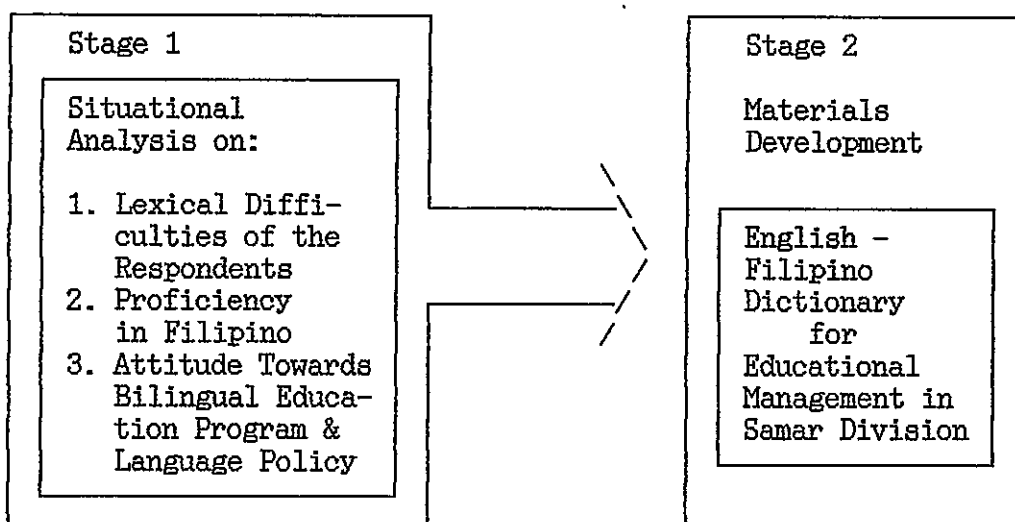 Stage 1
Situational
Analysis on:
1. Lexical Diffi-
culties of the
Respondents
2. Proficiency
in Filipino
3. Attitude Towards
Bilingual Educa-
tion Program &
Language Policy
Stage 2
Materials
Development
English -
Filipino
Dictionary
for
Educational
Management in
Samar Division